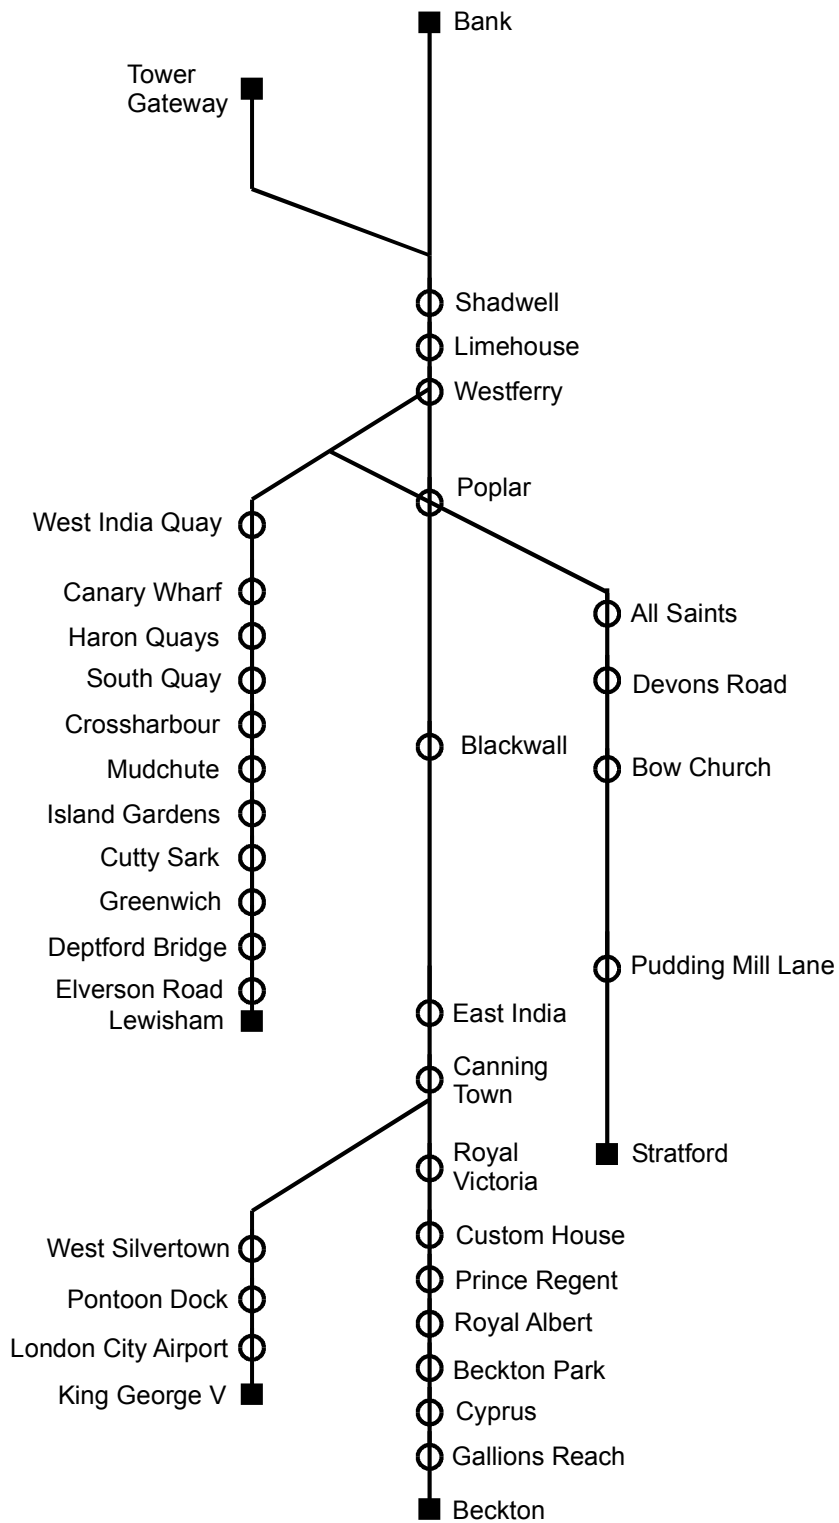 Bank
Tower
Gateway
Shadwell
Limehouse
Westferry
Poplar
West India Quay
Canary Wharf
Haron Quays
South Quay
Crossharbour
Mudchute
Island Gardens
Cutty Sark
Greenwich
Deptford Bridge
Elverson Road
Lewisham
All Saints
Devons Road
Bow Church
Pudding Mill Lane
Stratford
Blackwall
East India
Canning
Town
Royal
Victoria
Custom House
Prince Regent
Royal Albert
Beckton Park
Cyprus
Gallions Reach
Beckton
West Silvertown
Pontoon Dock
London City Airport
King George V